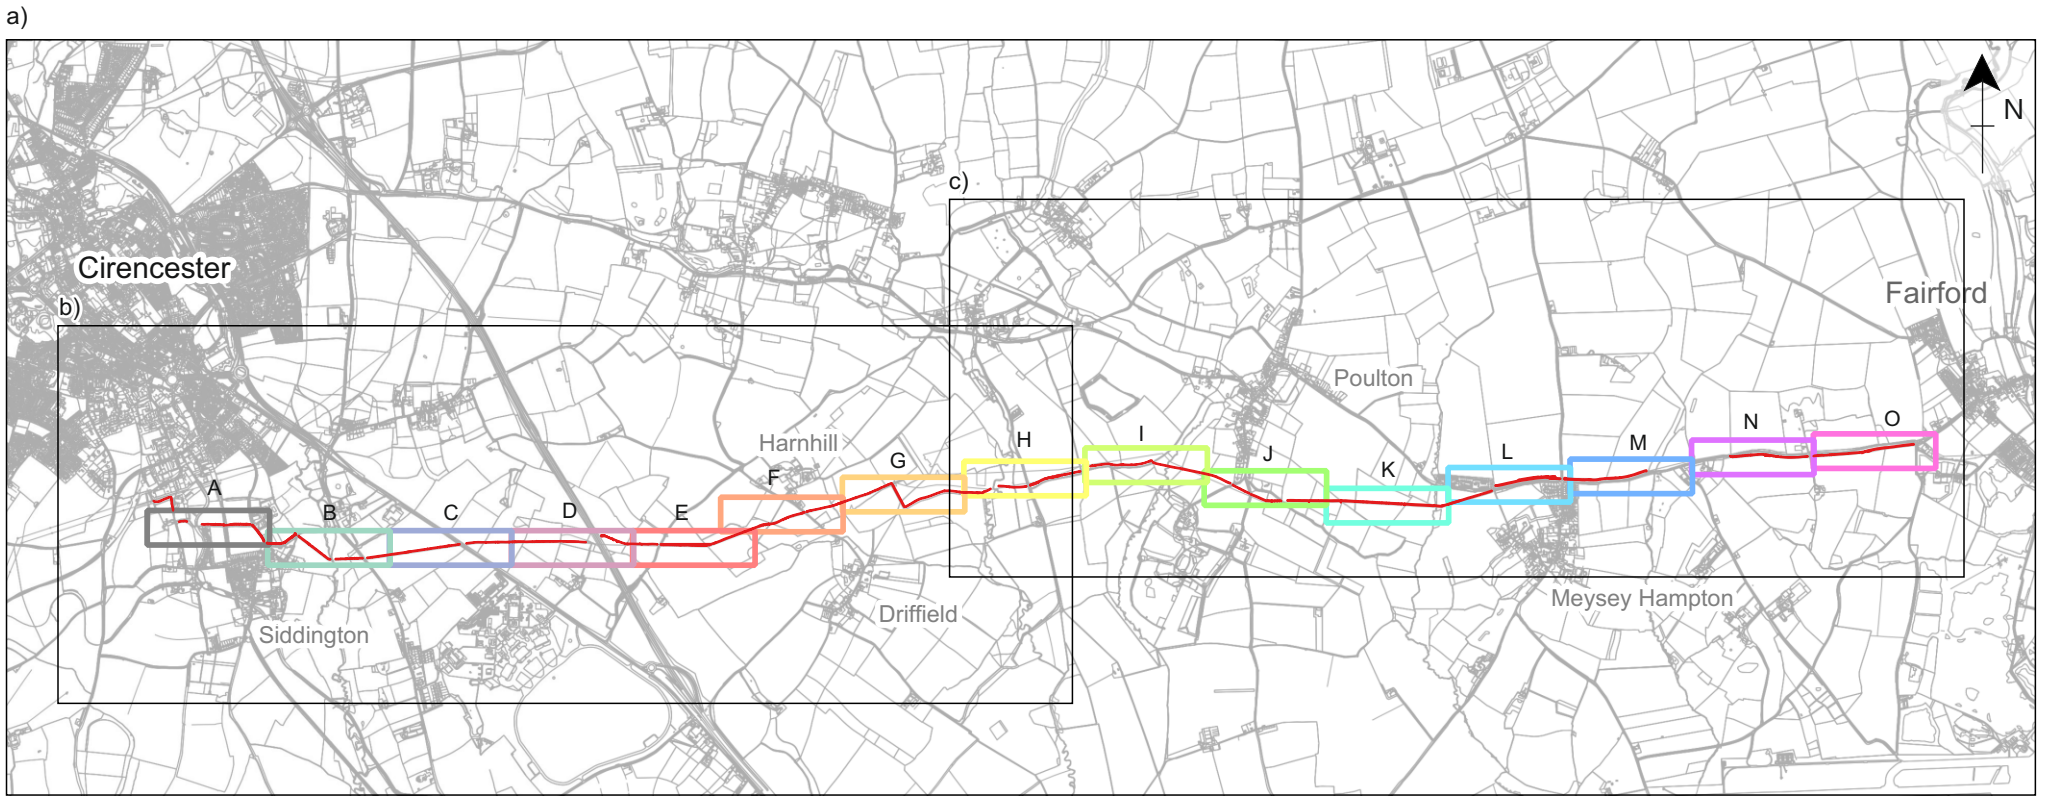 a)
N
c)
Cirencester
Fairford
b)
Poulton
Harnhill
A
B
C
D
E
F
G
H
I
J
K
L
M
N
O
Driffield
Meysey Hampton
Siddington